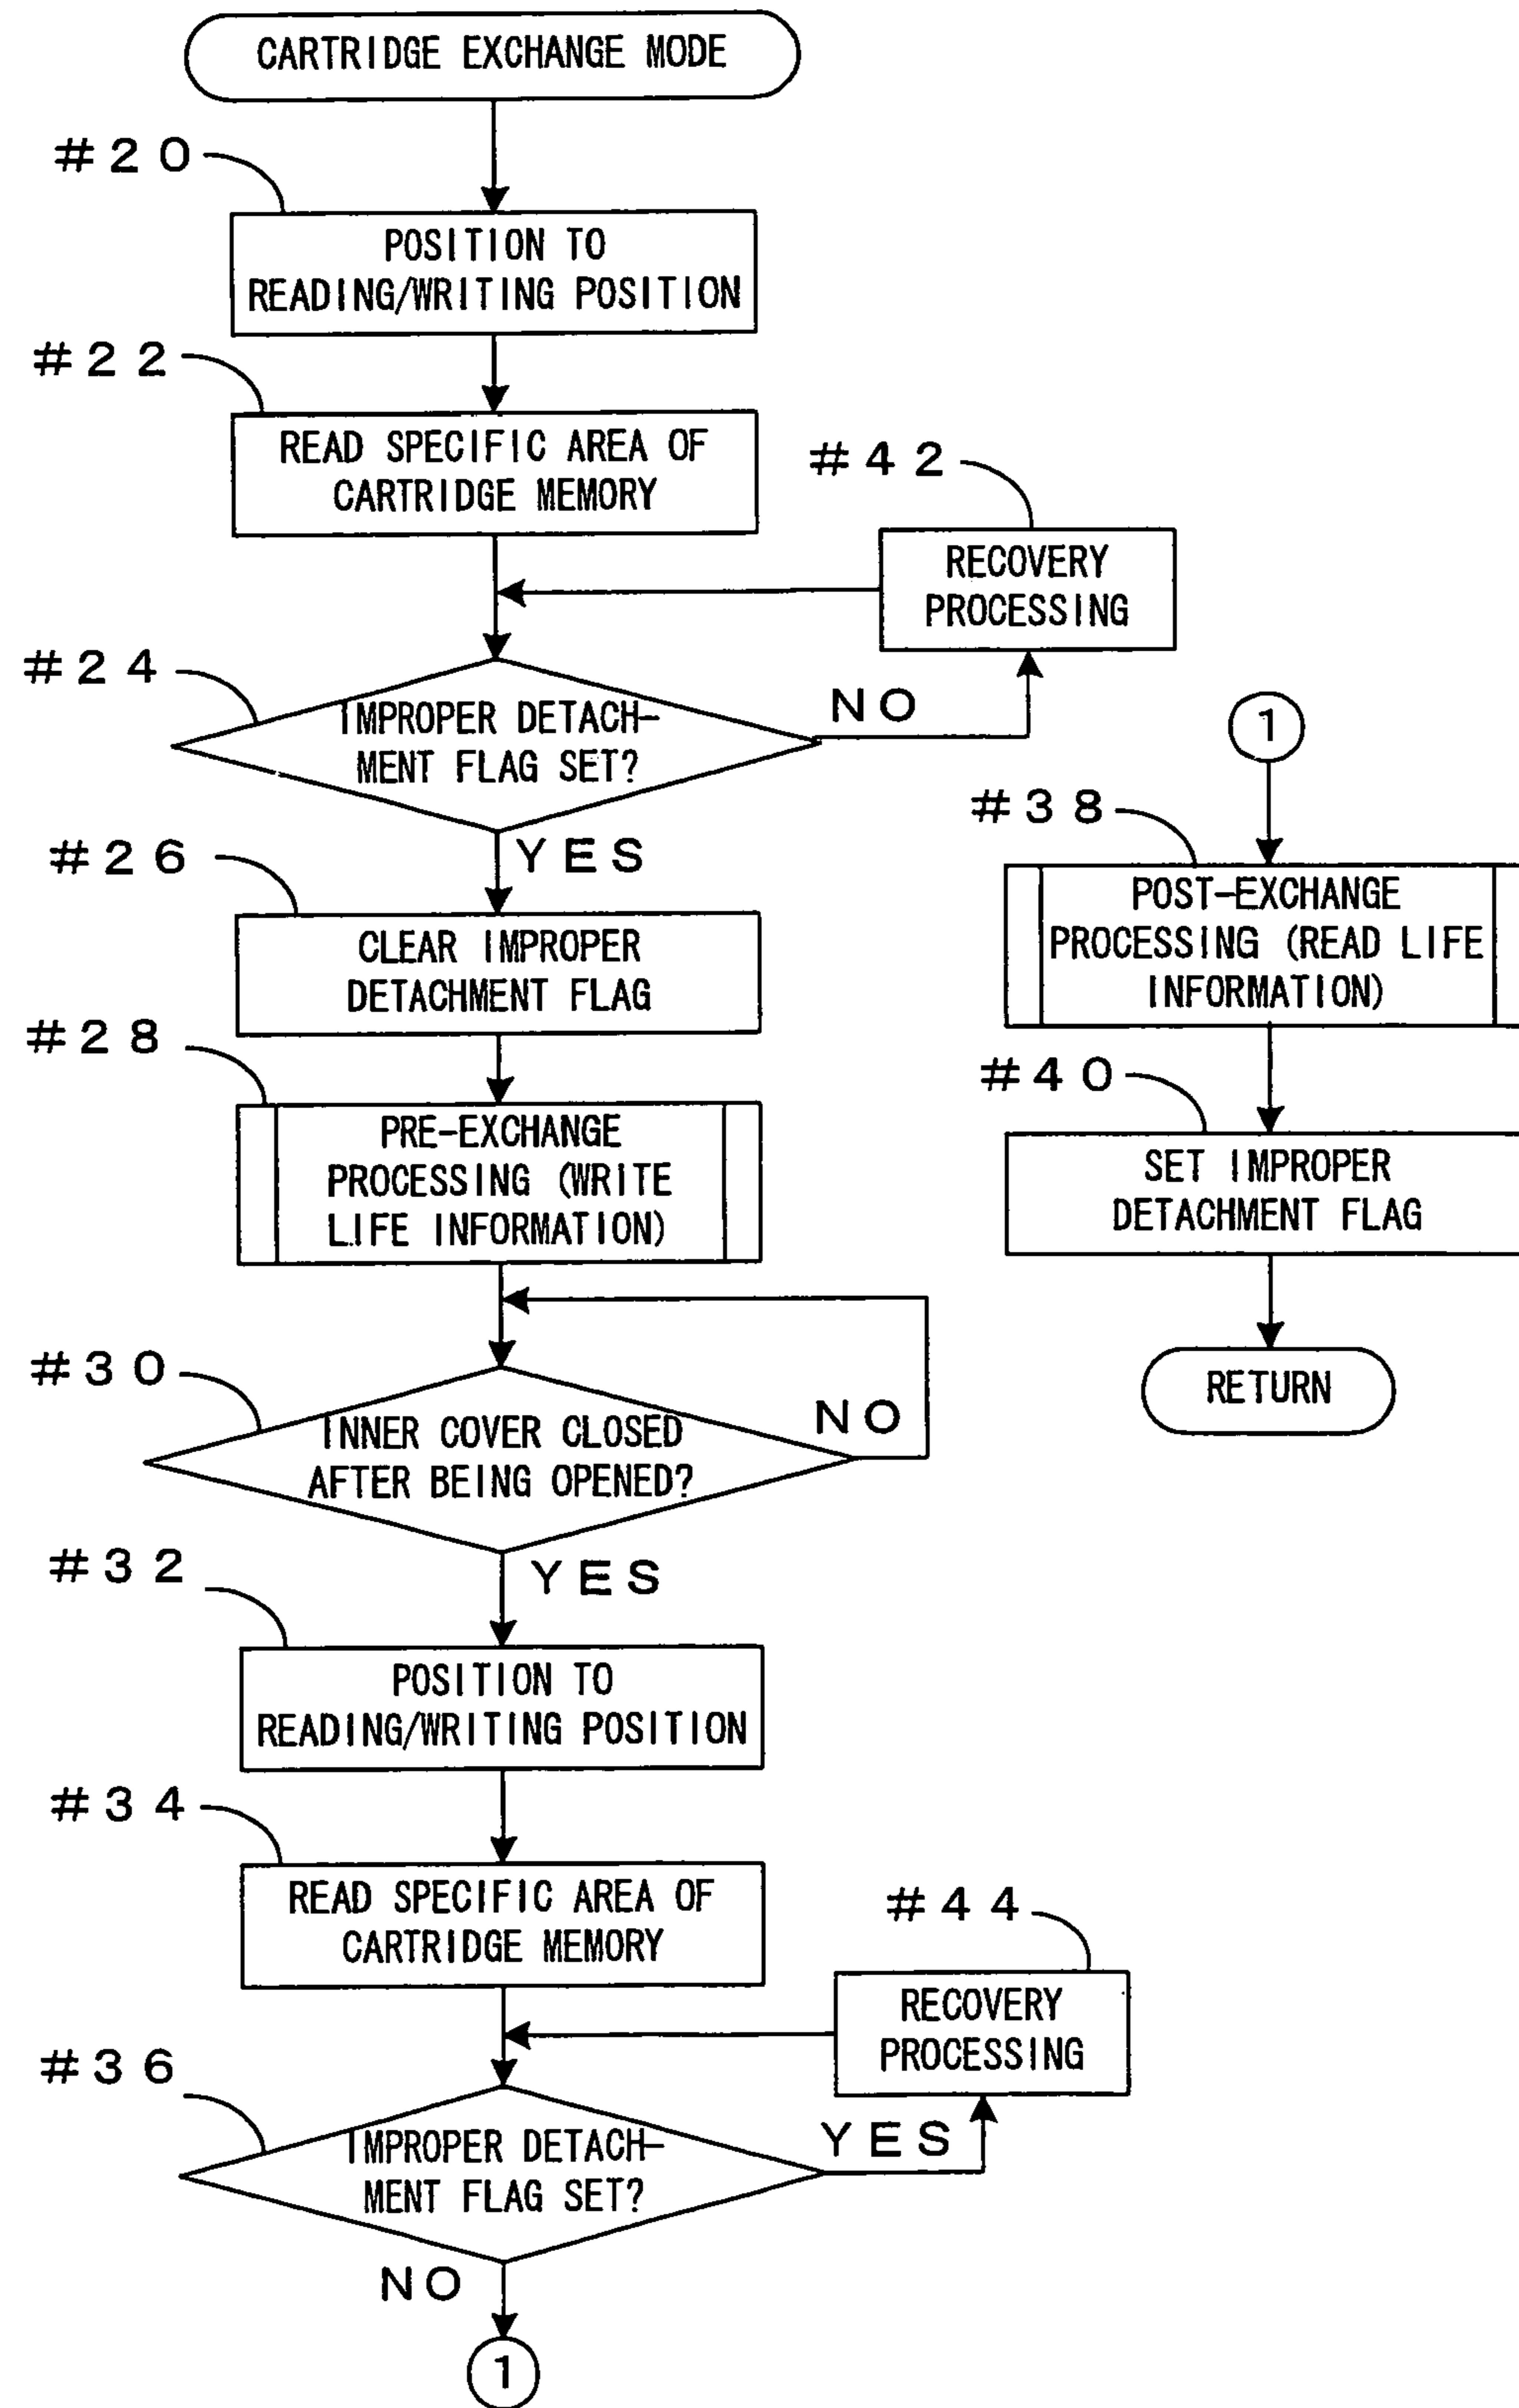 CARTRIDGE EXCHANGE MODE
#20
POSITION TO
READING/WRITING POSITION
#22
READ SPECIFIC AREA OF
CARTRIDGE MEMORY
#42
RECOVERY
PROCESSING
#24
IMPROPER DETACH-
MENT FLAG SET?
NO
YES
#26
CLEAR IMPROPER
DETACHMENT FLAG
#28
PRE-EXCHANGE
PROCESSING (WRITE
LIFE INFORMATION)
#30
INNER COVER CLOSED
AFTER BEING OPENED?
NO
YES
#32
POSITION TO
READING/WRITING POSITION
#34
READ SPECIFIC AREA OF
CARTRIDGE MEMORY
#44
RECOVERY
PROCESSING
#36
IMPROPER DETACH-
MENT FLAG SET?
YES
NO
1
1
#38
POST-EXCHANGE
PROCESSING (READ LIFE
INFORMATION)
#40
SET IMPROPER
DETACHMENT FLAG
RETURN